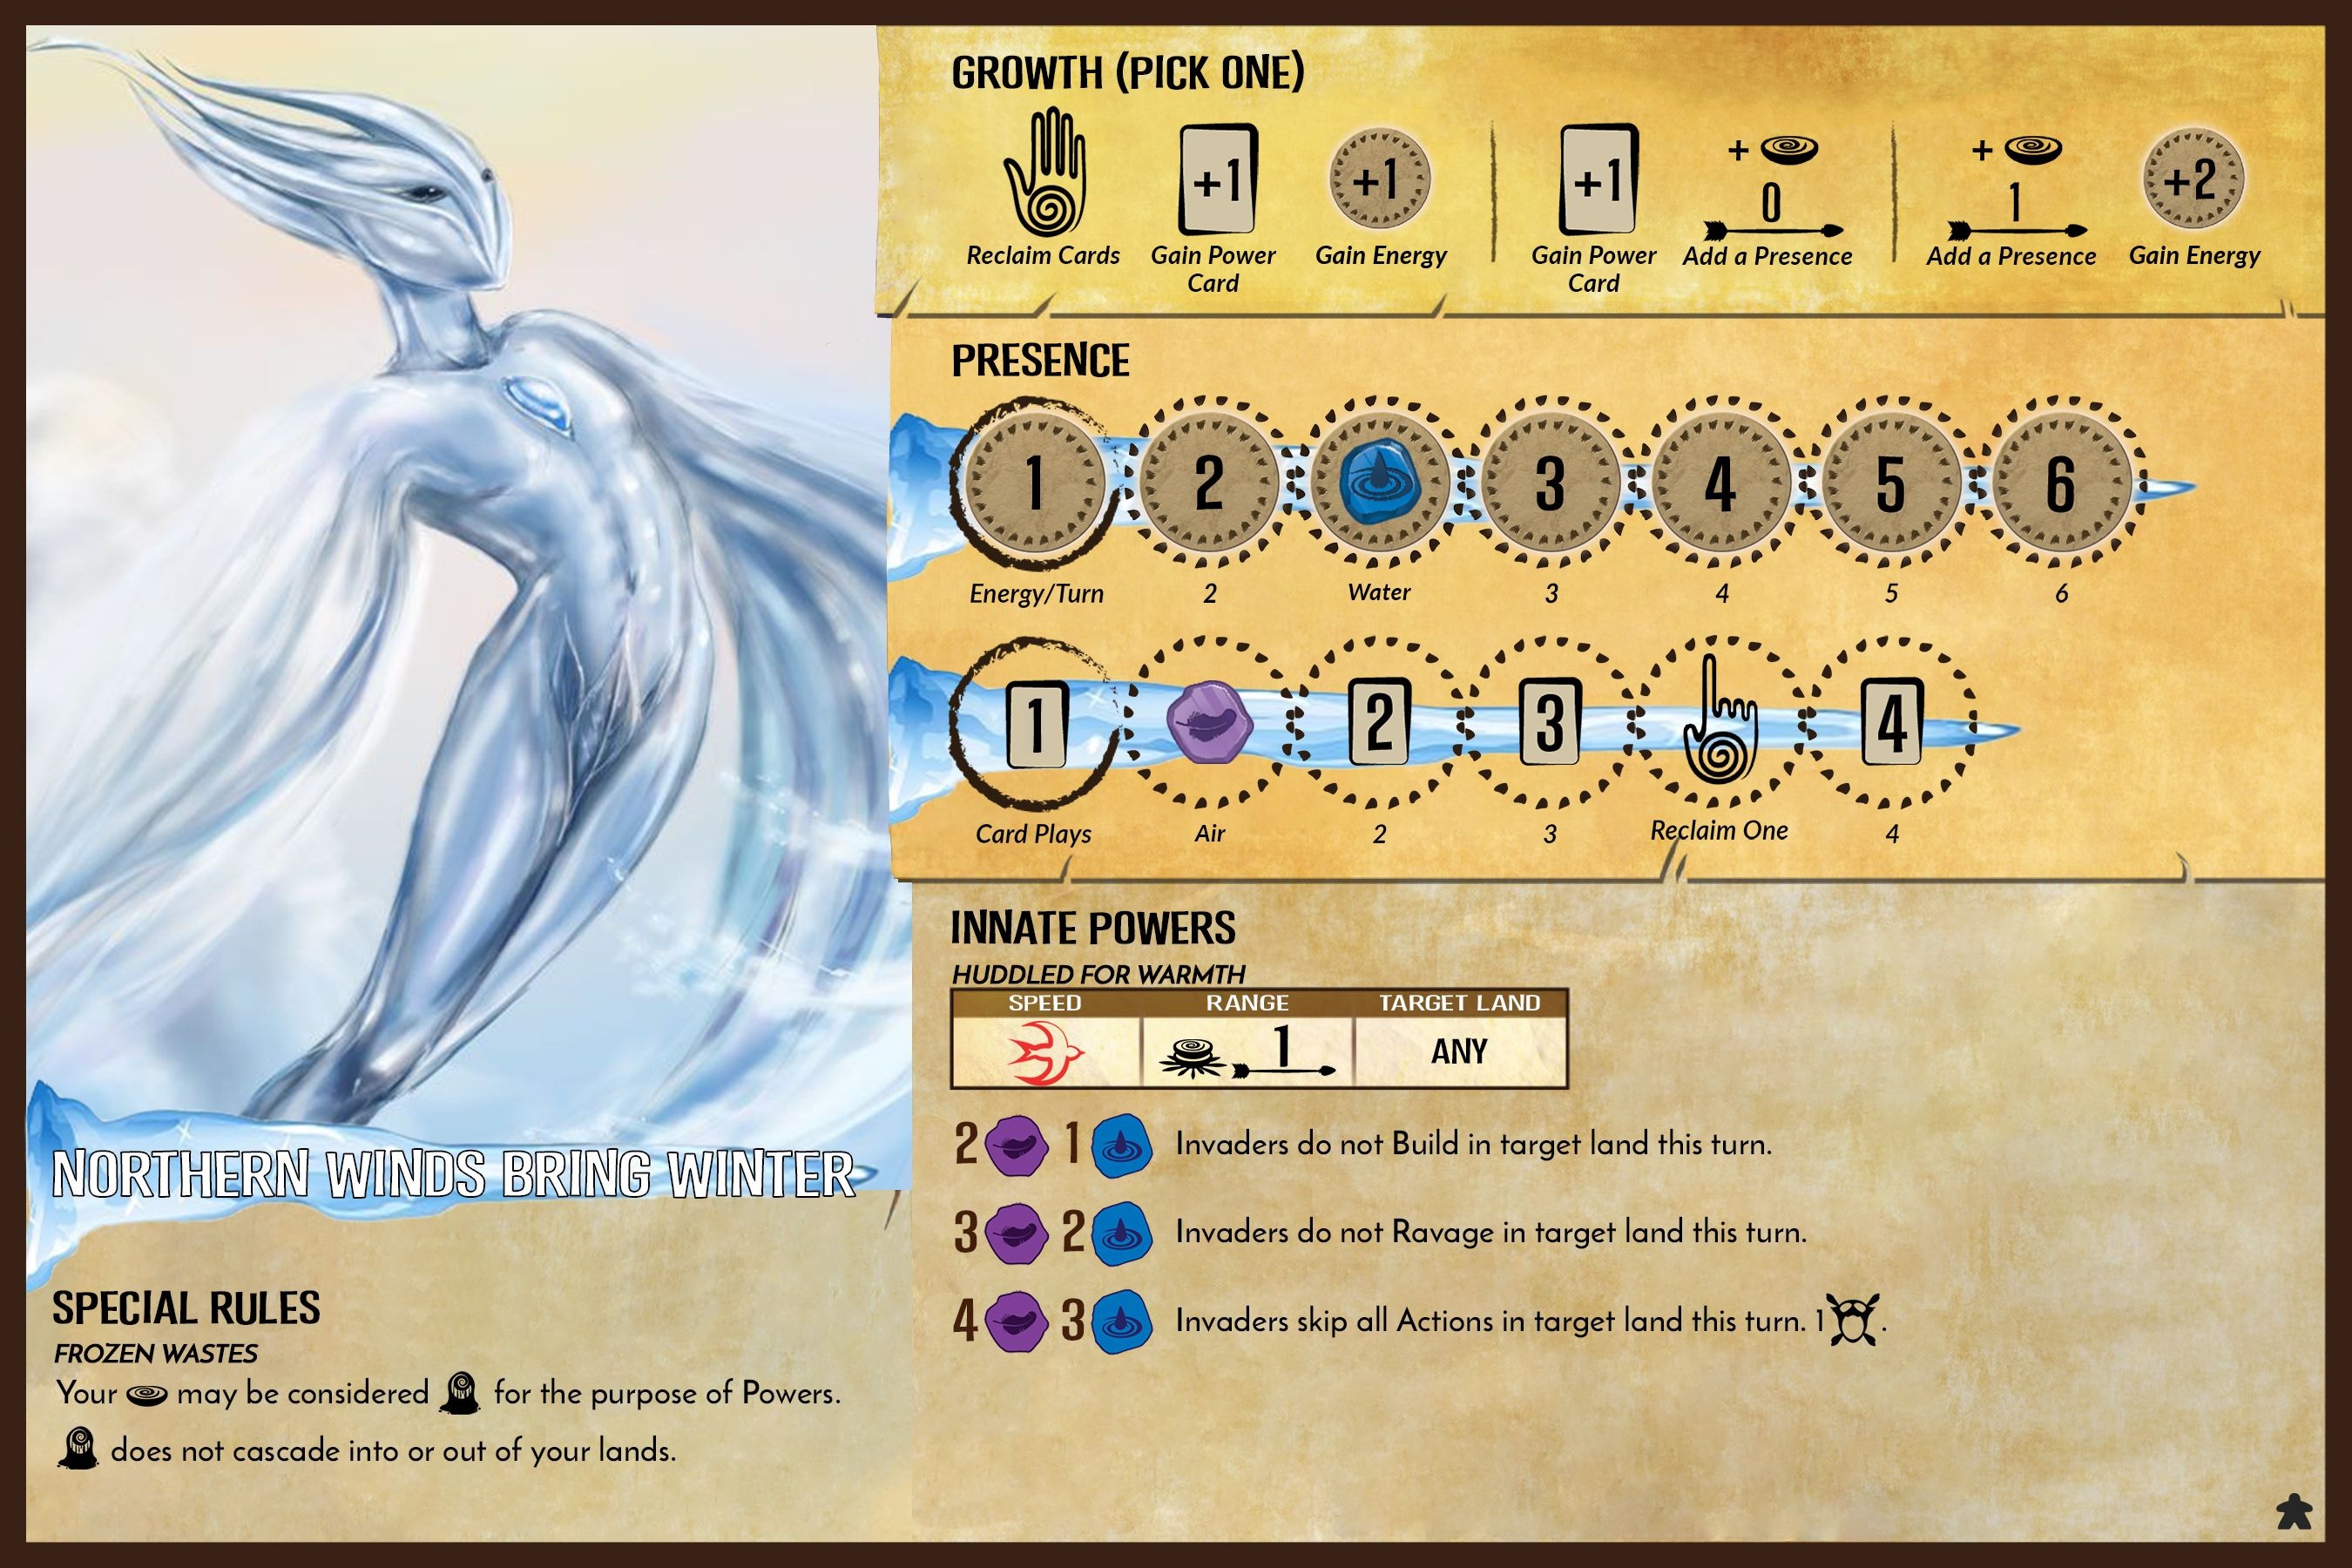 GROWTH (PICK ONE)
+1 +1 +1 + 0 + 1 +2
Reclaim Cards Gain Power Card Gain Energy Gain Power Card Add a Presence Add a Presence Gain Energy
PRESENCE
1 2 3 4 5 6
Energy/Turn 2 Water 3 4 5 6
1 2 3 4
Card Plays Air 2 3 Reclaim One 4
INNATE POWERS
HUDDLED FOR WARMTH
SPEED RANGE TARGET LAND
1 ANY
2 1 Invaders do not Build in target land this turn.
3 2 Invaders do not Ravage in target land this turn.
4 3 Invaders skip all Actions in target land this turn. 1 .
NORTHERN WINDS BRING WINTER
SPECIAL RULES
FROZEN WASTES
Your may be considered for the purpose of Powers.
does not cascade into or out of your lands.